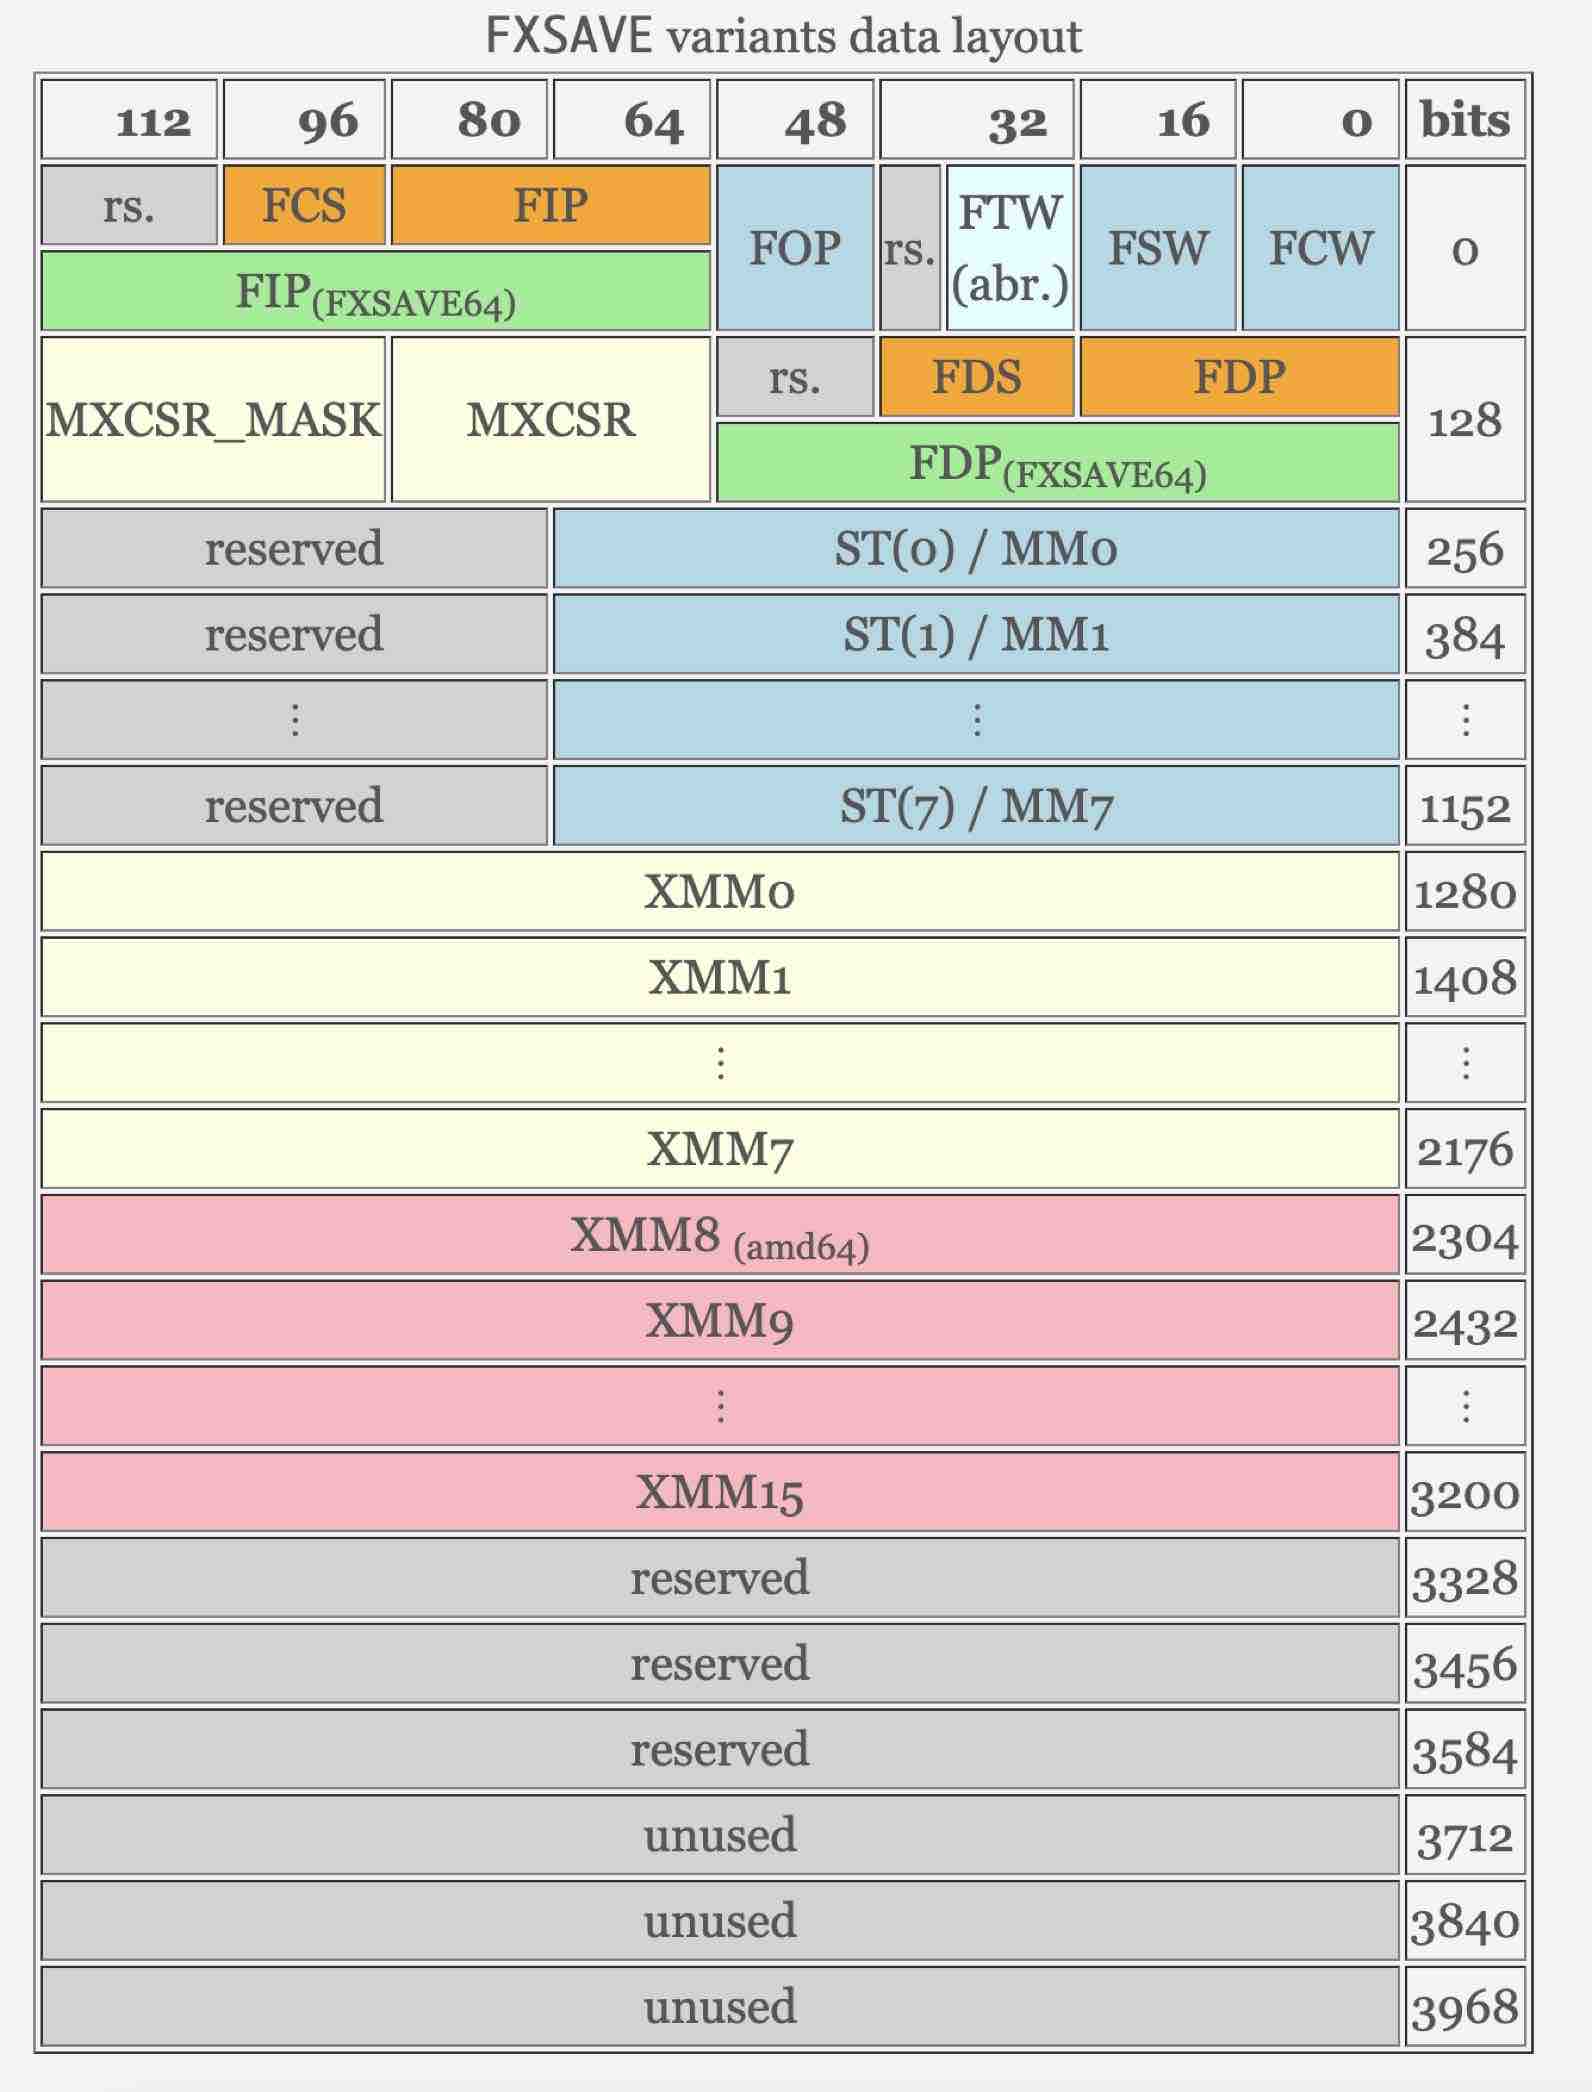 FXSAVE variants data layout
112 96 80 64 48 32 16 0 bits
rs. FCS FIP FOP rs. FTW (abr.) FSW FCW 0
FIP(FXSAVE64)
MXCSR_MASK MXCSR rs. FDS FDP 128
FDP(FXSAVE64)
reserved ST(0) / MM0 256
reserved ST(1) / MM1 384
⋮ ⋮ ⋮
reserved ST(7) / MM7 1152
XMM0 1280
XMM1 1408
⋮ ⋮
XMM7 2176
XMM8 (amd64) 2304
XMM9 2432
⋮ ⋮
XMM15 3200
reserved 3328
reserved 3456
reserved 3584
unused 3712
unused 3840
unused 3968